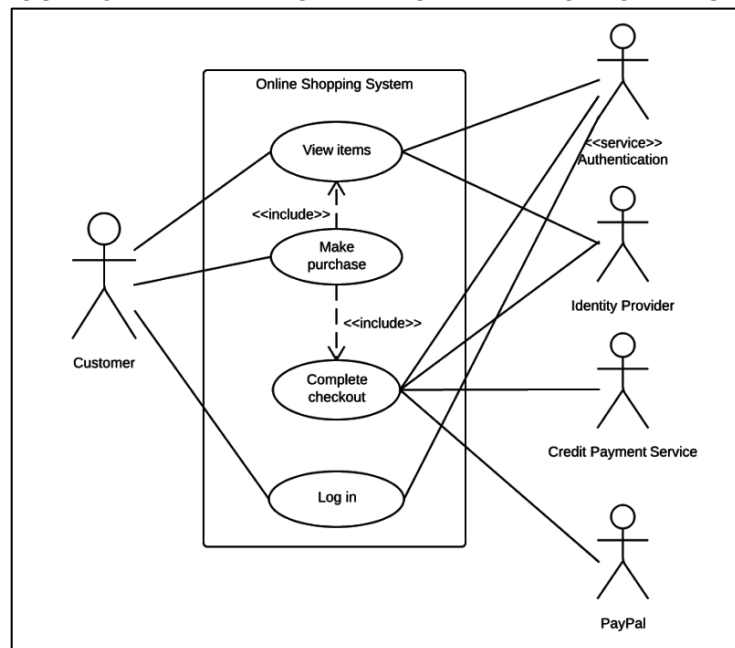 Online Shopping System
View items
<<service>>
Authentication
<<include>>
Make
purchase
Identity Provider
<<include>>
Customer
Complete
checkout
Credit Payment Service
Log in
PayPal